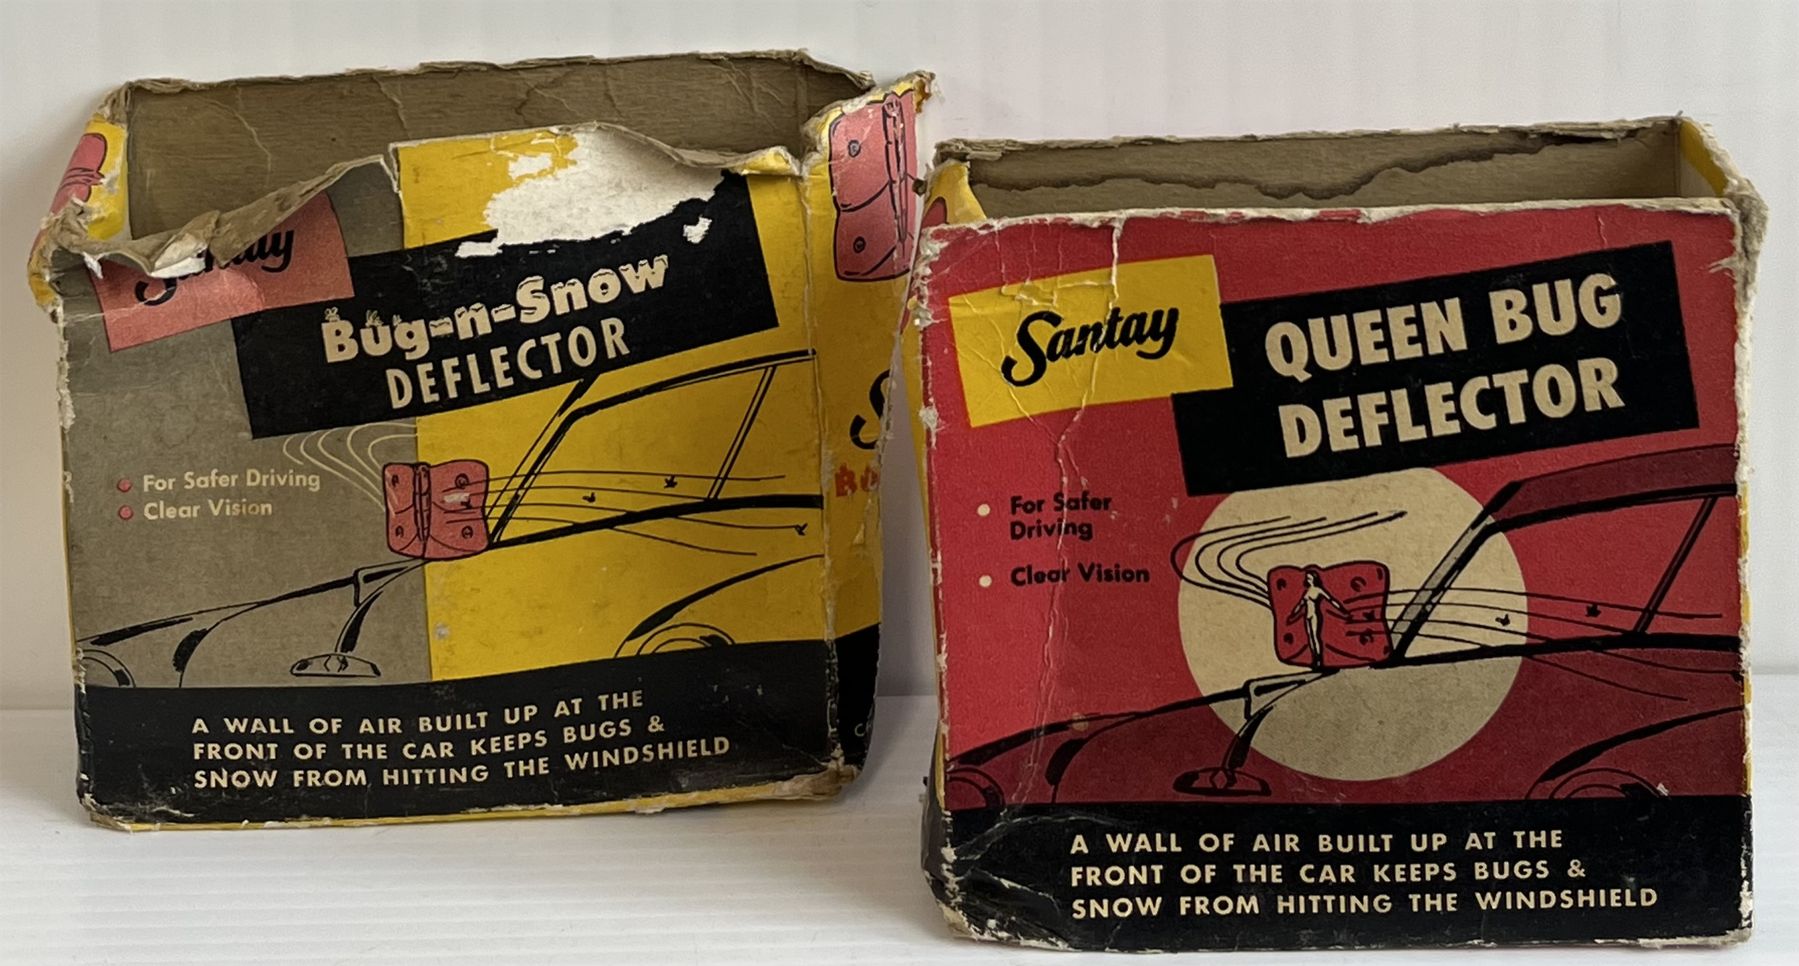 Santay
Bug-n-Snow
DEFLECTOR
For Safer Driving
Clear Vision
A WALL OF AIR BUILT UP AT THE
FRONT OF THE CAR KEEPS BUGS &
SNOW FROM HITTING THE WINDSHIELD
Santay
QUEEN BUG
DEFLECTOR
For Safer
Driving
Clear Vision
A WALL OF AIR BUILT UP AT THE
FRONT OF THE CAR KEEPS BUGS &
SNOW FROM HITTING THE WINDSHIELD